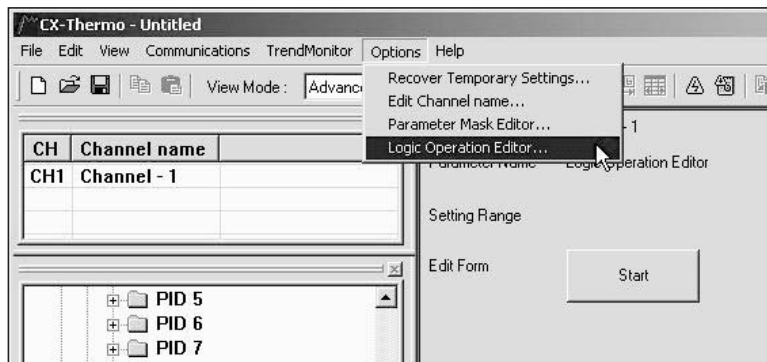 CX-Thermo - Untitled
File Edit View Communications TrendMonitor Options Help
View Mode :
Recover Temporary Settings...
Edit Channel name...
Parameter Mask Editor...
Logic Operation Editor...
CH Channel name
CH1 Channel - 1
- 1
Parameter Name Logic Operation Editor
Setting Range
Edit Form Start
PID 5
PID 6
PID 7